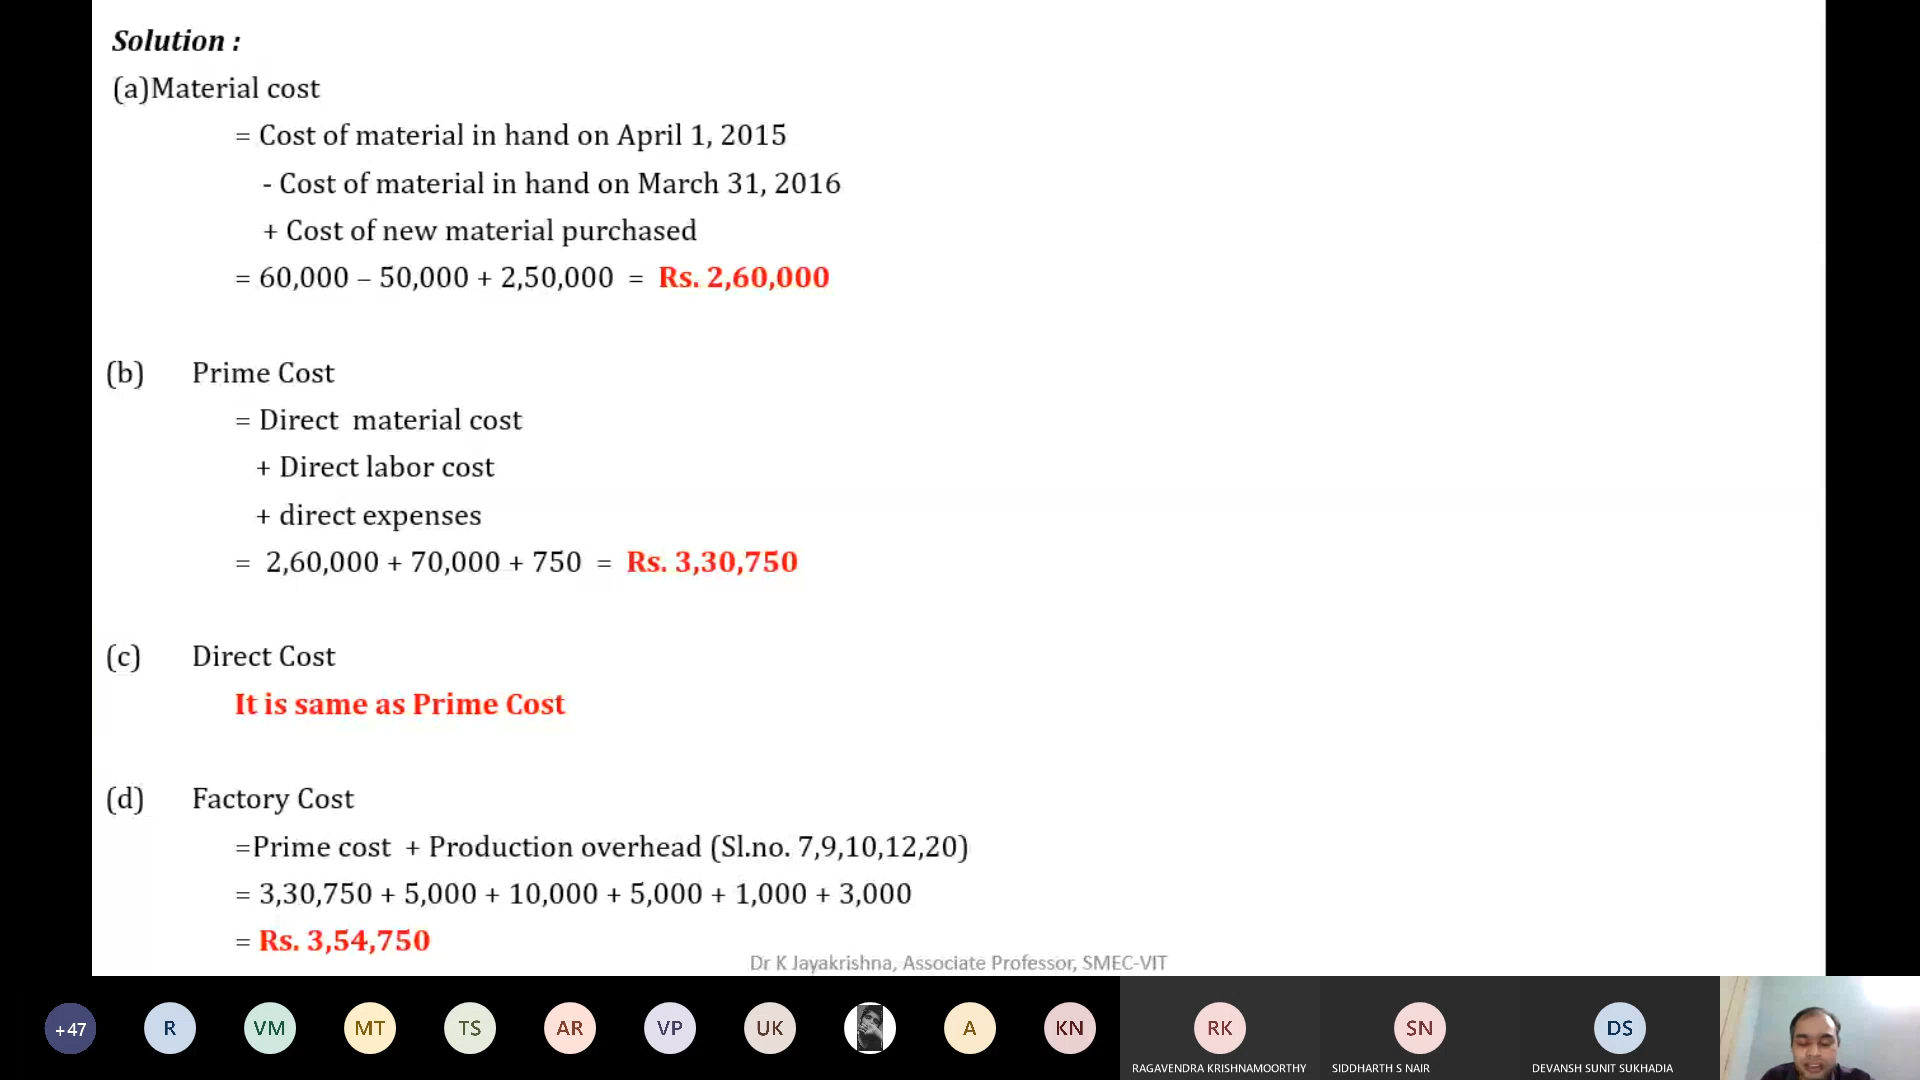 Solution :
(a)Material cost
= Cost of material in hand on April 1, 2015
- Cost of material in hand on March 31, 2016
+ Cost of new material purchased
= 60,000 – 50,000 + 2,50,000 = Rs. 2,60,000
(b) Prime Cost
= Direct material cost
+ Direct labor cost
+ direct expenses
= 2,60,000 + 70,000 + 750 = Rs. 3,30,750
(c) Direct Cost
It is same as Prime Cost
(d) Factory Cost
=Prime cost + Production overhead (Sl.no. 7,9,10,12,20)
= 3,30,750 + 5,000 + 10,000 + 5,000 + 1,000 + 3,000
= Rs. 3,54,750
Dr K Jayakrishna, Associate Professor, SMEC-VIT
+47 R VM MT TS AR VP UK A KN RK SN DS
RAGAVENDRA KRISHNAMOORTHY SIDDHARTH S NAIR DEVANSH SUNIT SUKHADIA